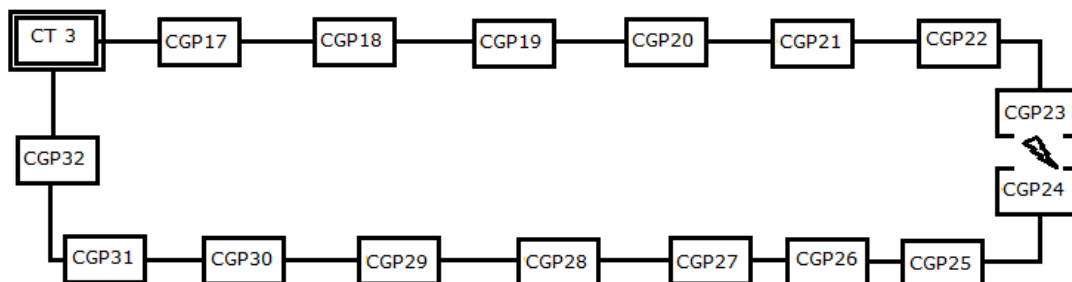 CT 3
CGP17
CGP18
CGP19
CGP20
CGP21
CGP22
CGP23
CGP32
CGP24
CGP31
CGP30
CGP29
CGP28
CGP27
CGP26
CGP25